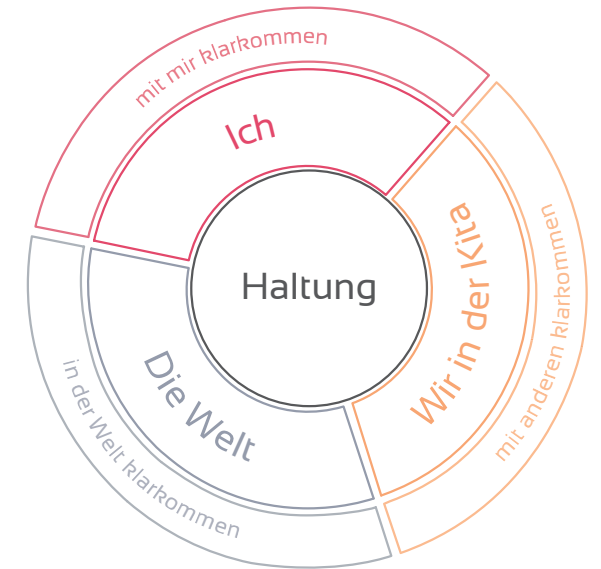 mit mir klarkommen
Ich
Haltung
Wir in der Kita
mit anderen klarkommen
Die Welt
in der Welt klarkommen